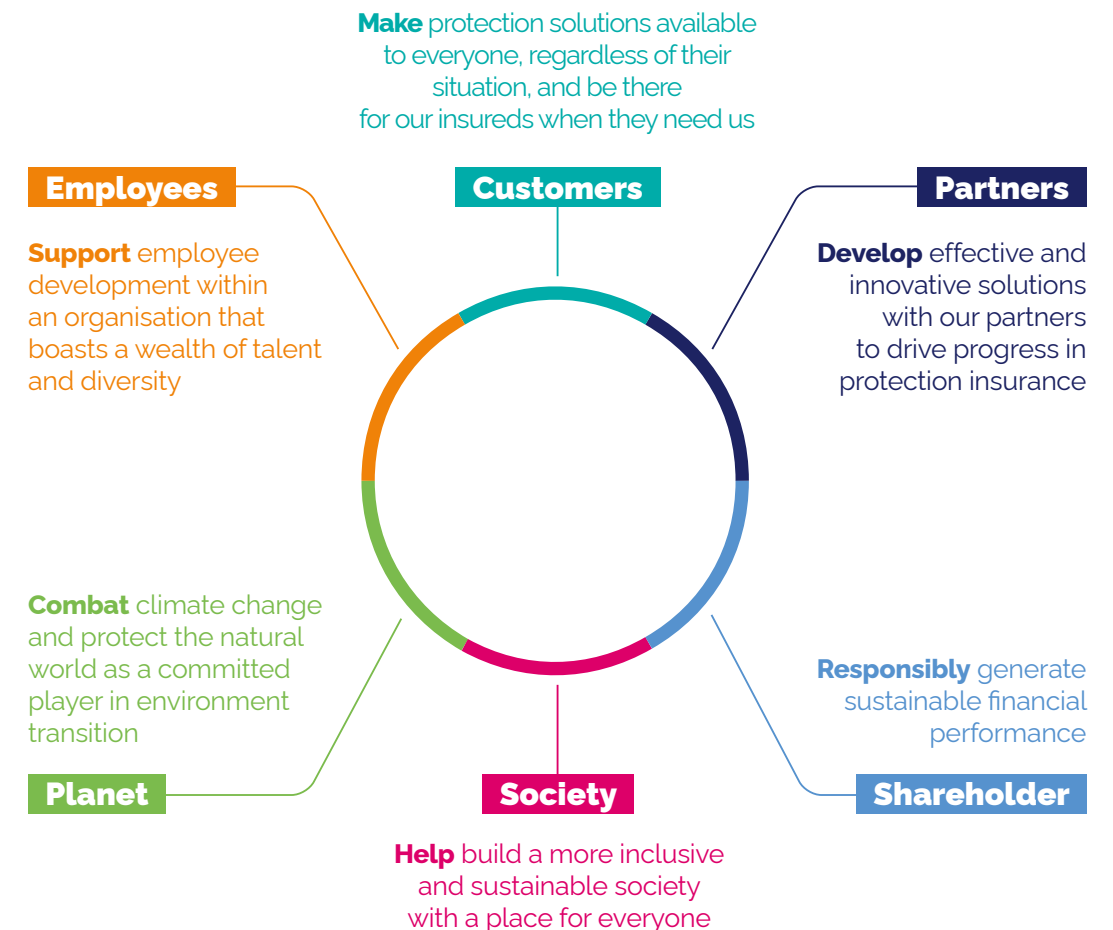 Make protection solutions available
to everyone, regardless of their
situation, and be there
for our insureds when they need us
Employees
Support employee
development within
an organisation that
boasts a wealth of talent
and diversity
Customers
Partners
Develop effective and
innovative solutions
with our partners
to drive progress in
protection insurance
Combat climate change
and protect the natural
world as a committed
player in environment
transition
Planet
Society
Help build a more inclusive
and sustainable society
with a place for everyone
Responsibly generate
sustainable financial
performance
Shareholder